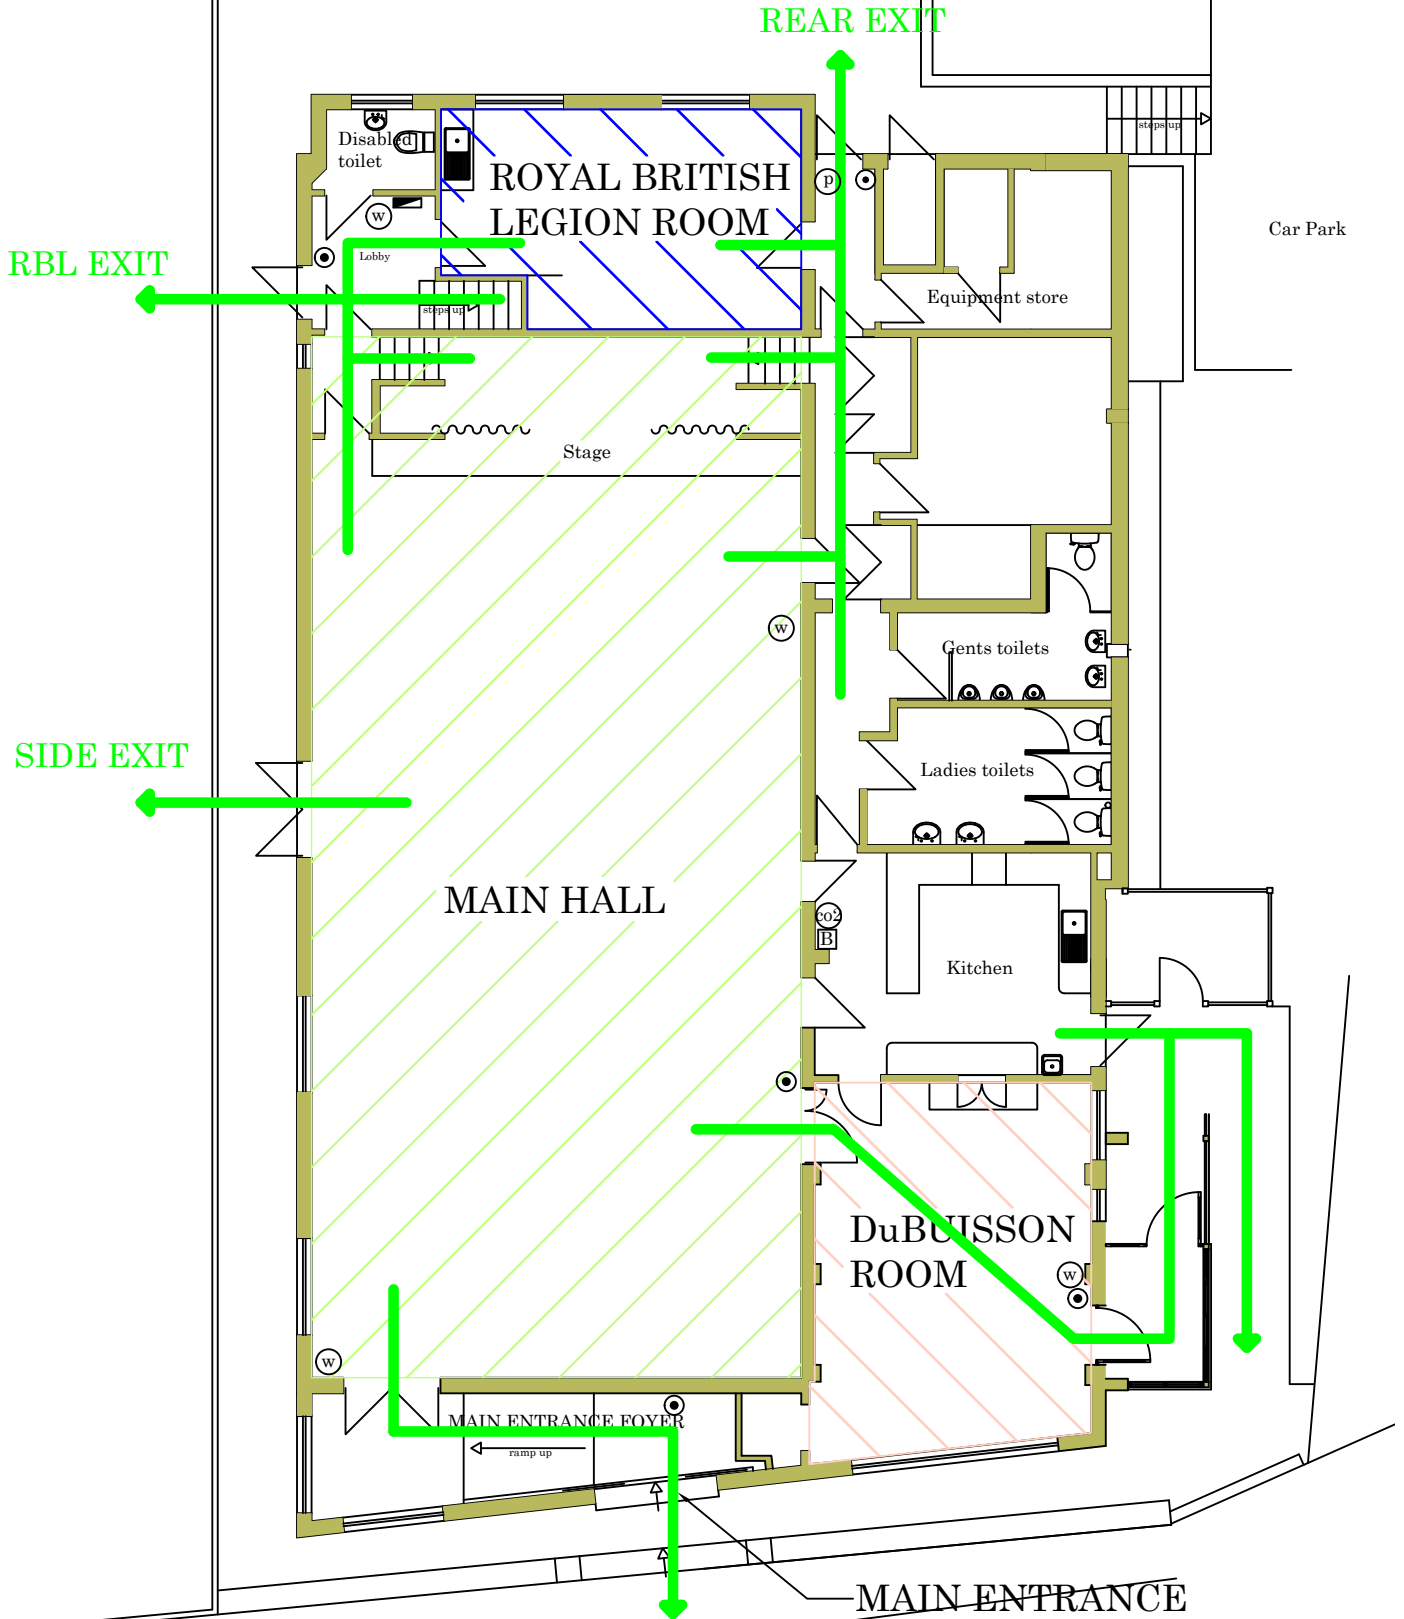 REAR EXIT
steps up
Disabled
toilet
ROYAL BRITISH
LEGION ROOM
p
w
Car Park
Lobby
RBL EXIT
Equipment store
steps up
Stage
w
Gents toilets
SIDE EXIT
Ladies toilets
MAIN HALL
co2
B
Kitchen
DuBUISSON
ROOM
w
w
MAIN ENTRANCE FOYER
ramp up
MAIN ENTRANCE